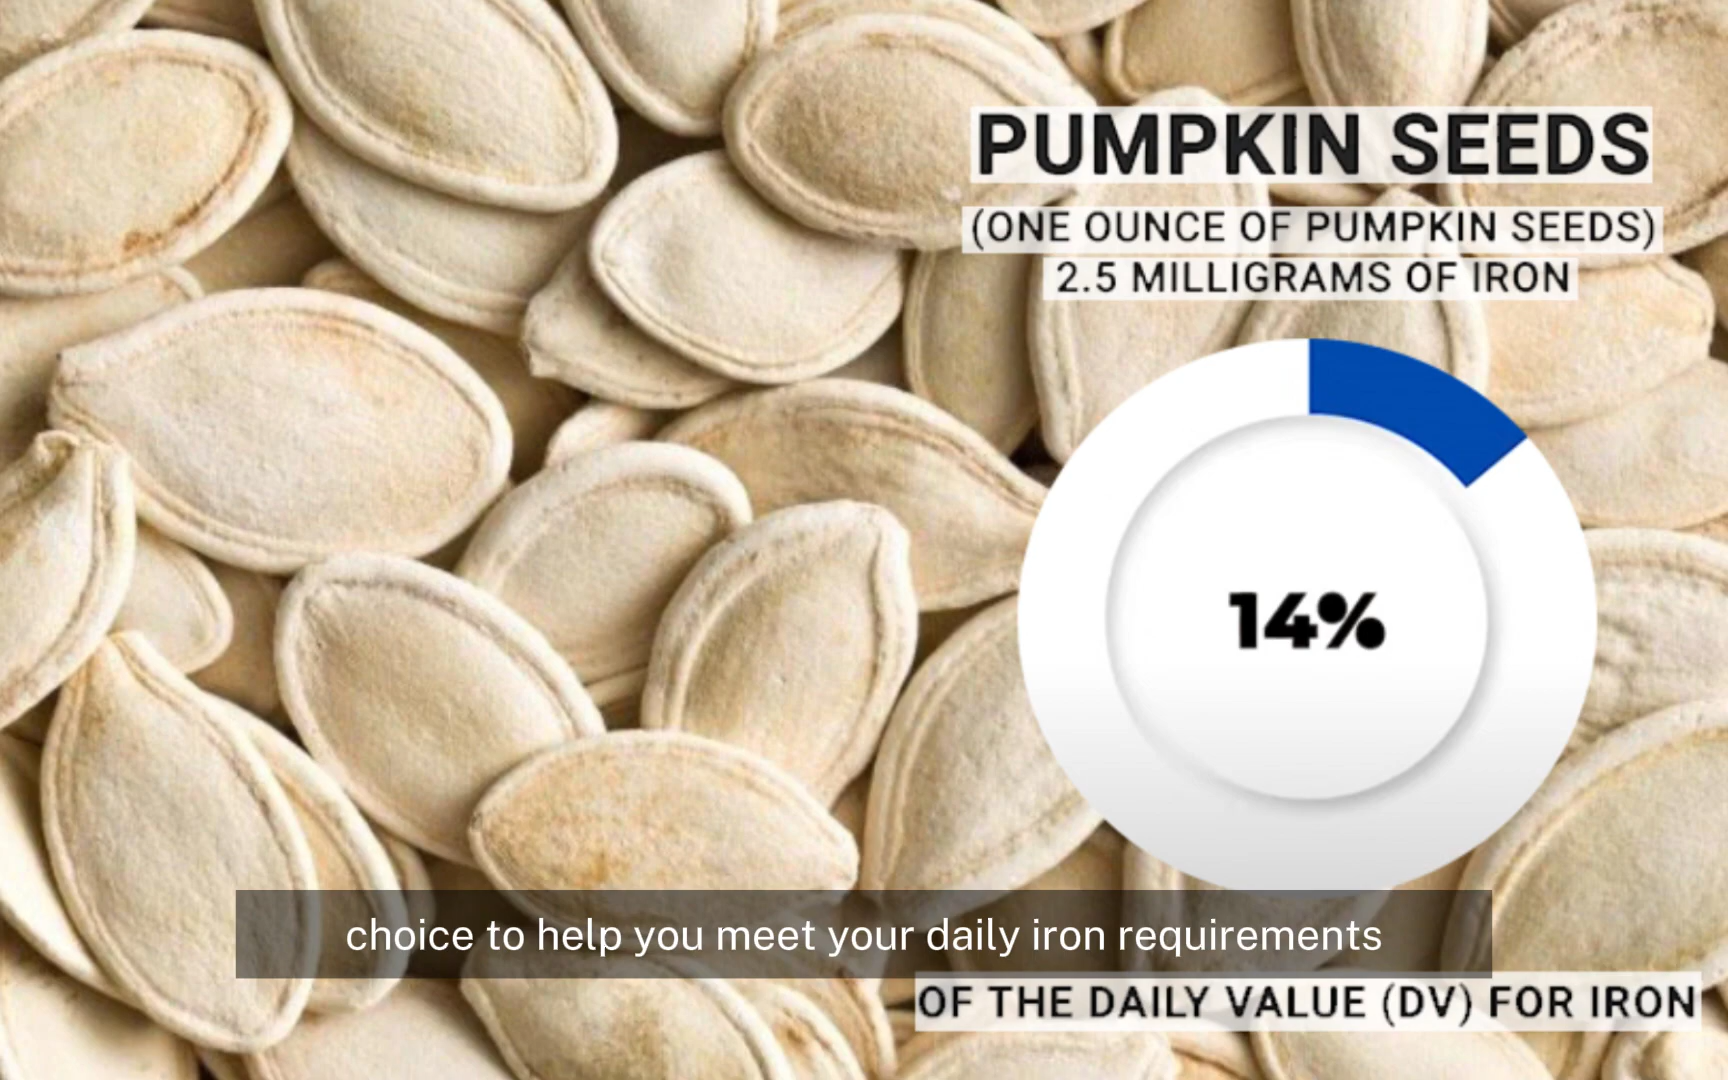 PUMPKIN SEEDS
(ONE OUNCE OF PUMPKIN SEEDS)
2.5 MILLIGRAMS OF IRON
14%
choice to help you meet your daily iron requirements
OF THE DAILY VALUE (DV) FOR IRON